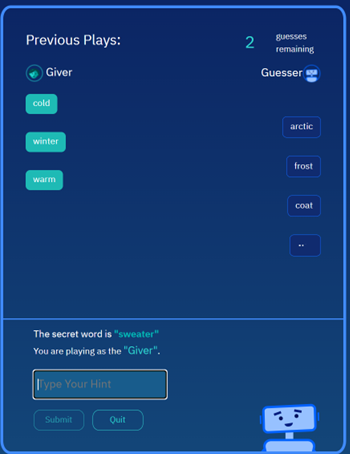 Previous Plays:
2 guesses
remaining
Giver
Guesser
cold
arctic
winter
frost
warm
coat
..
The secret word is "sweater"
You are playing as the "Giver".
Type Your Hint
Submit
Quit